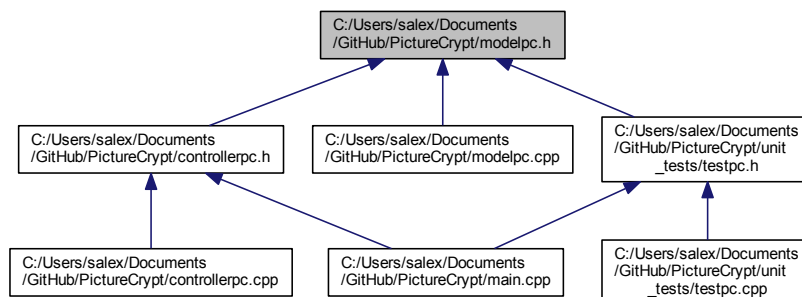 C:/Users/salex/Documents
/GitHub/PictureCrypt/modelpc.h
C:/Users/salex/Documents
/GitHub/PictureCrypt/controllerpc.h
C:/Users/salex/Documents
/GitHub/PictureCrypt/modelpc.cpp
C:/Users/salex/Documents
/GitHub/PictureCrypt/unit
_tests/testpc.h
C:/Users/salex/Documents
/GitHub/PictureCrypt/controllerpc.cpp
C:/Users/salex/Documents
/GitHub/PictureCrypt/main.cpp
C:/Users/salex/Documents
/GitHub/PictureCrypt/unit
_tests/testpc.cpp